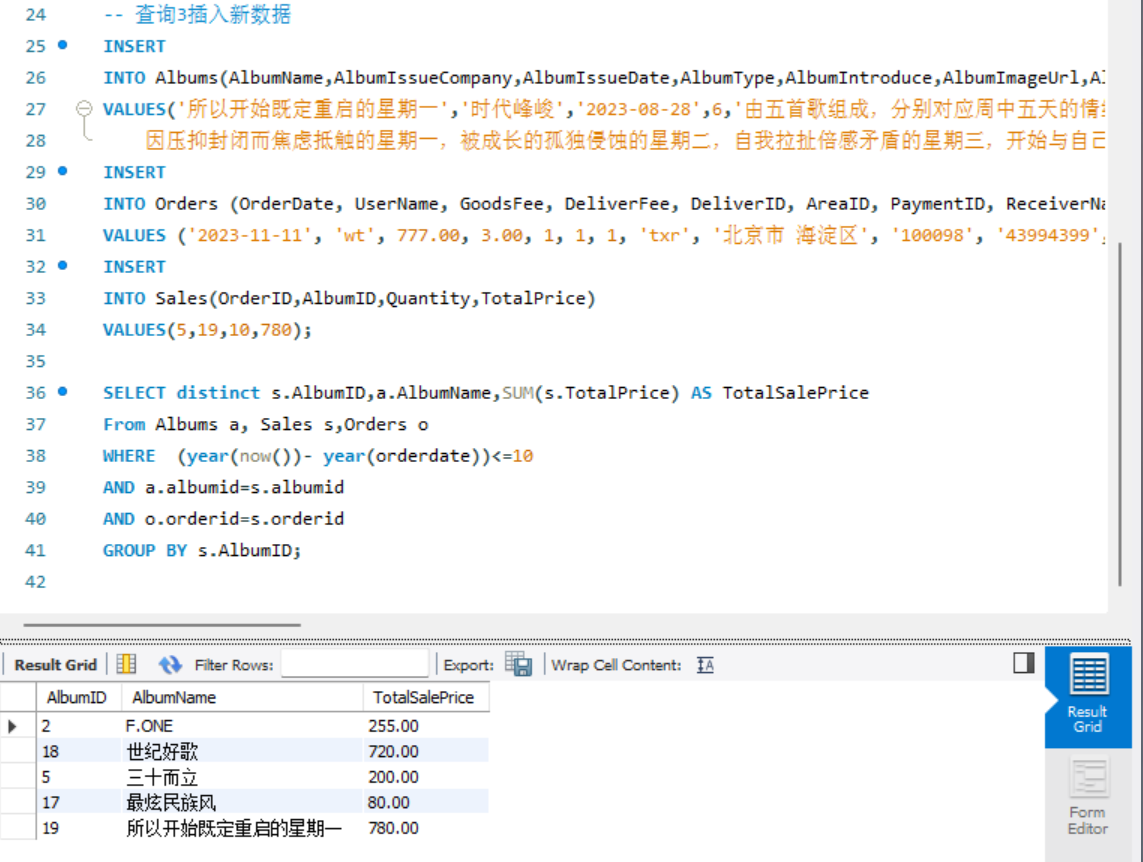 24 -- 查询3插入新数据
25 INSERT
26 INTO Albums(AlbumName,AlbumIssueCompany,AlbumIssueDate,AlbumType,AlbumIntroduce,AlbumImageUrl,Al
27 VALUES('所以开始既定重启的星期一','时代峰峻','2023-08-28',6,'由五首歌组成，分别对应周中五天的情
28 因压抑封闭而焦虑抵触的星期一，被成长的孤独侵蚀的星期二，自我拉扯倍感矛盾的星期三，开始与自己
29 INSERT
30 INTO Orders (OrderDate, UserName, GoodsFee, DeliverFee, DeliverID, AreaID, PaymentID, ReceiverNa
31 VALUES ('2023-11-11', 'wt', 777.00, 3.00, 1, 1, 1, 'txr', '北京市 海淀区', '100098', '43994399',
32 INSERT
33 INTO Sales(OrderID,AlbumID,Quantity,TotalPrice)
34 VALUES(5,19,10,780);
35
36 SELECT distinct s.AlbumID,a.AlbumName,SUM(s.TotalPrice) AS TotalSalePrice
37 From Albums a, Sales s,Orders o
38 WHERE (year(now())- year(orderdate))<=10
39 AND a.albumid=s.albumid
40 AND o.orderid=s.orderid
41 GROUP BY s.AlbumID;
42
Result Grid Filter Rows: Export: Wrap Cell Content:
AlbumID AlbumName TotalSalePrice
2 F.ONE 255.00
18 世纪好歌 720.00
5 三十而立 200.00
17 最炫民族风 80.00
19 所以开始既定重启的星期一 780.00
Result
Grid
Form
Editor